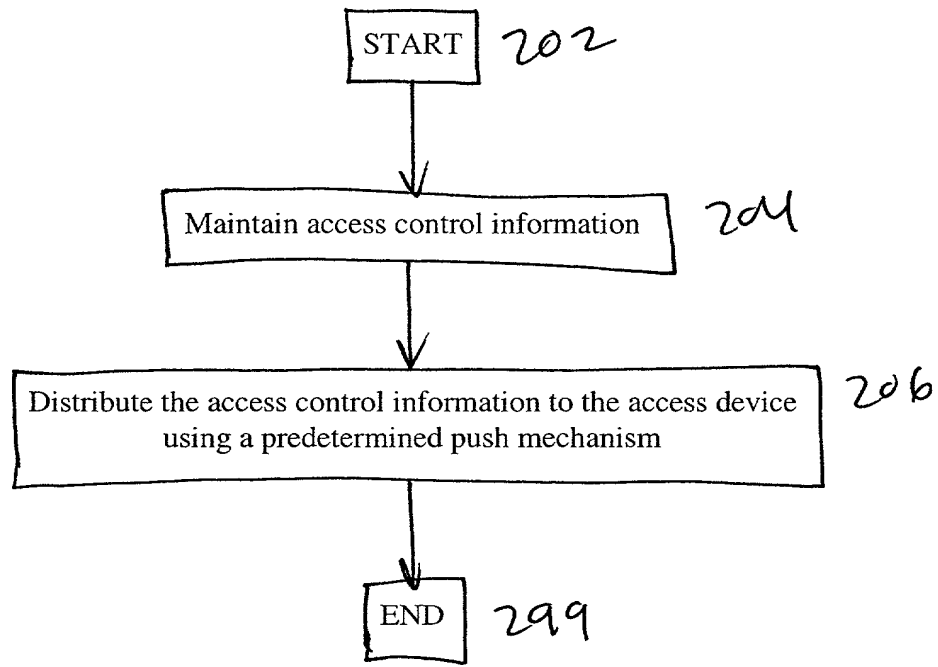 START 202
Maintain access control information 204
Distribute the access control information to the access device 206
using a predetermined push mechanism
END 299